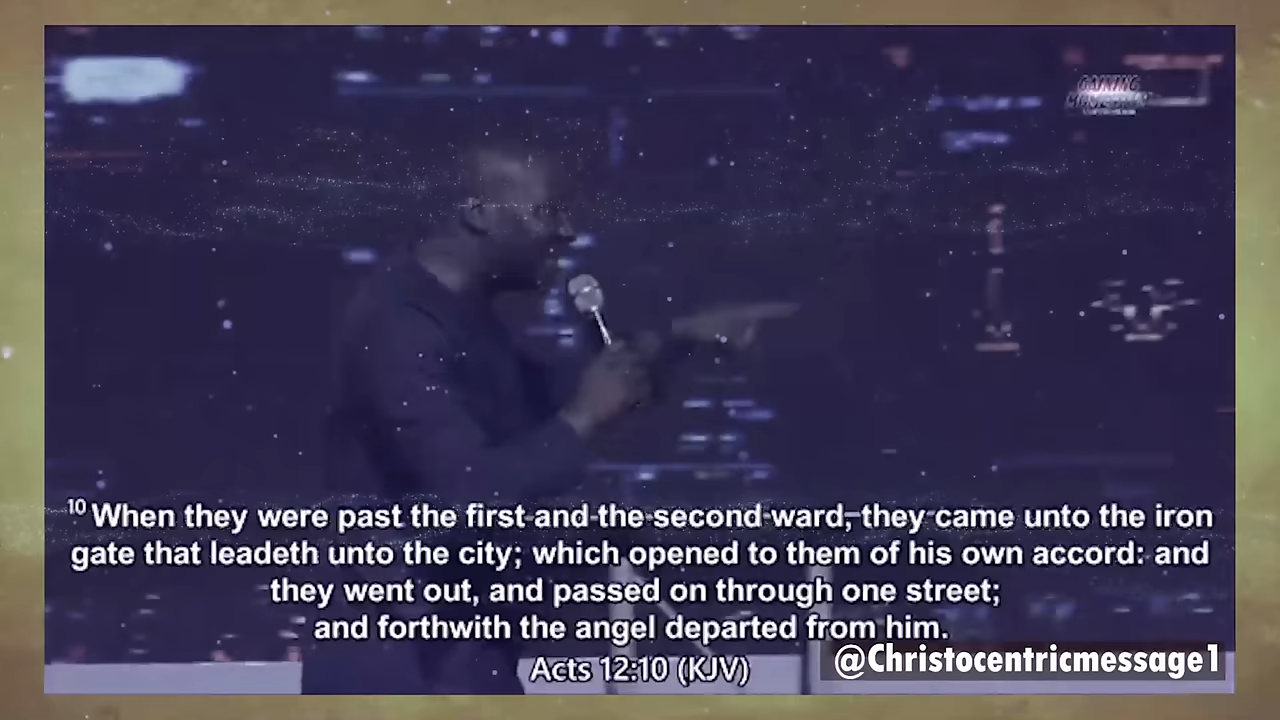 GAINING
10 When they were past the first and the second ward, they came unto the iron
gate that leadeth unto the city; which opened to them of his own accord: and
they went out, and passed on through one street;
and forthwith the angel departed from him.
Acts 12:10 (KJV)
@Christocentricmessage1